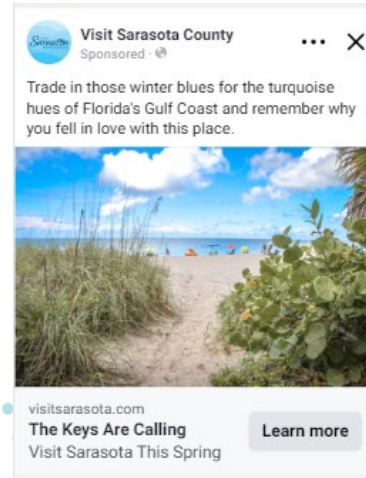 Sarasota
Visit Sarasota County
Sponsored ·
Trade in those winter blues for the turquoise
hues of Florida's Gulf Coast and remember why
you fell in love with this place.
visitsarasota.com
The Keys Are Calling
Learn more
Visit Sarasota This Spring